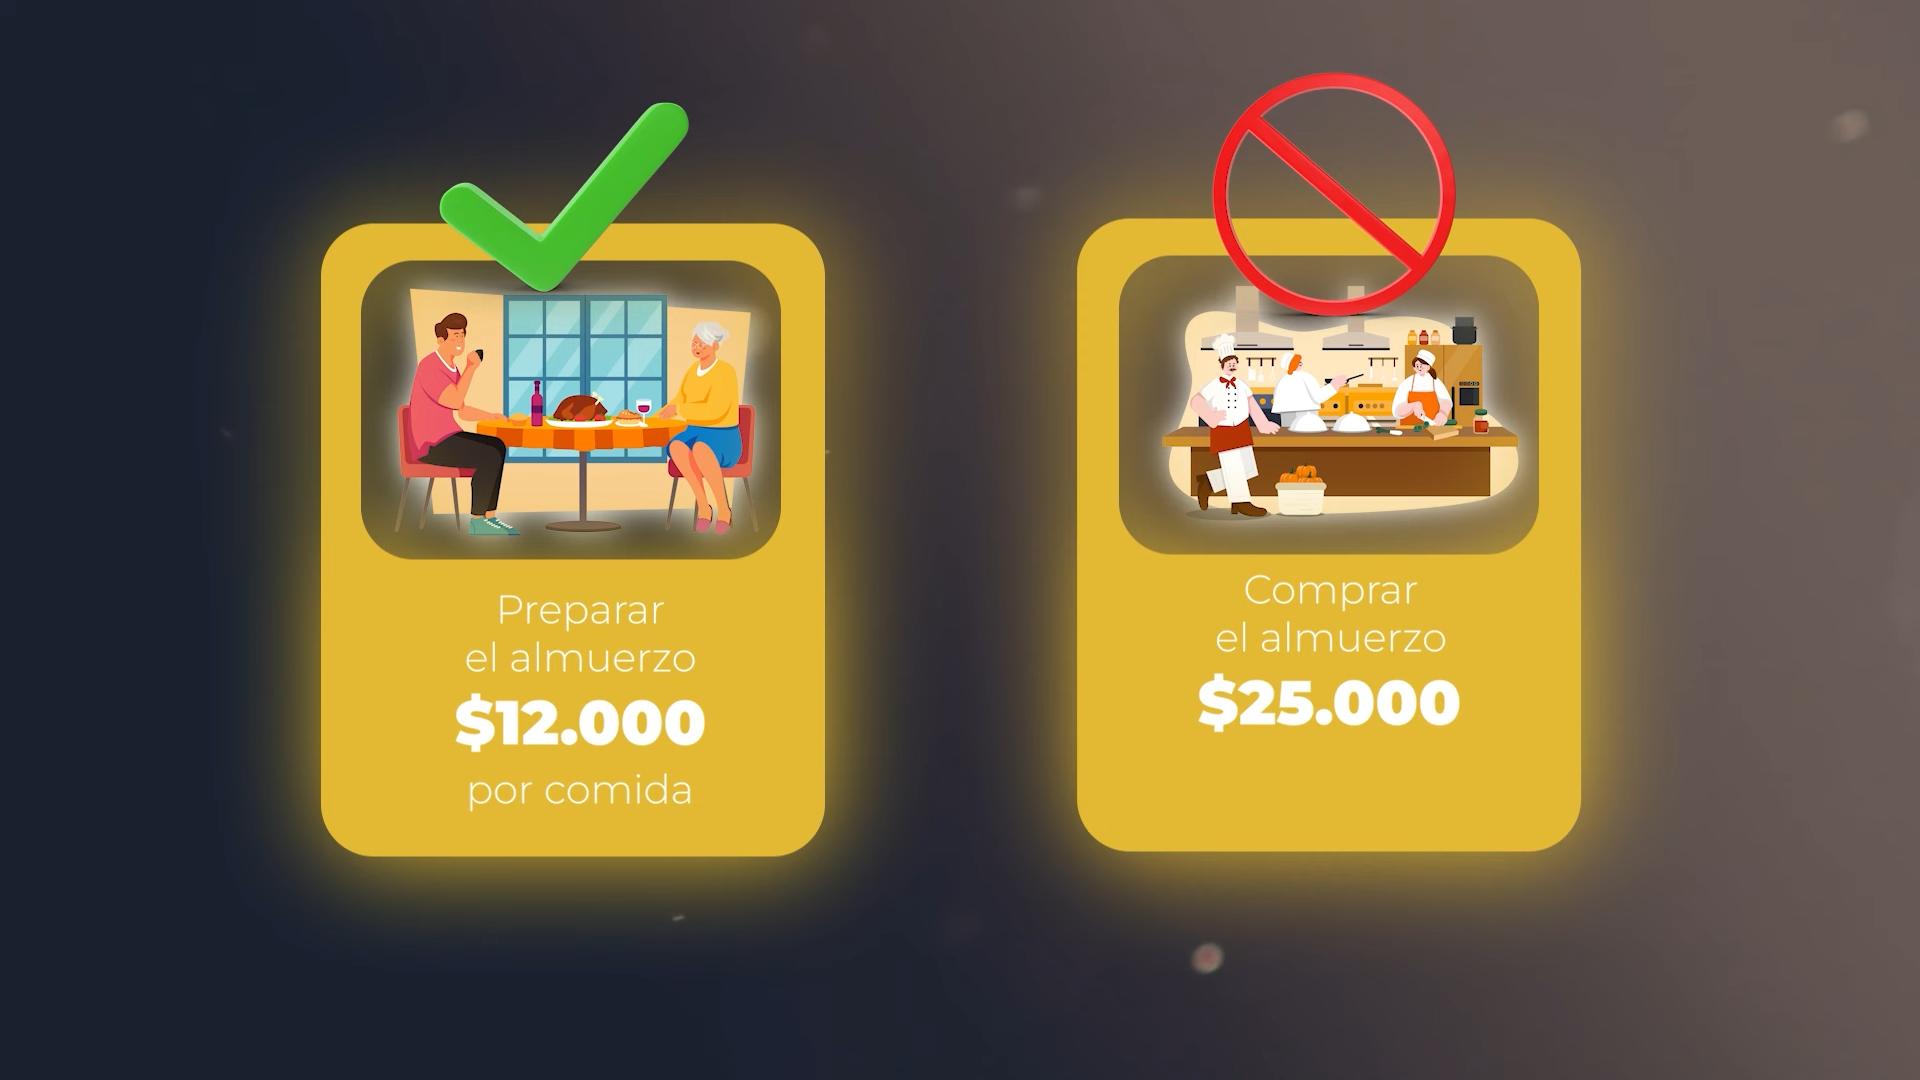 Preparar
el almuerzo
$12.000
por comida
Comprar
el almuerzo
$25.000